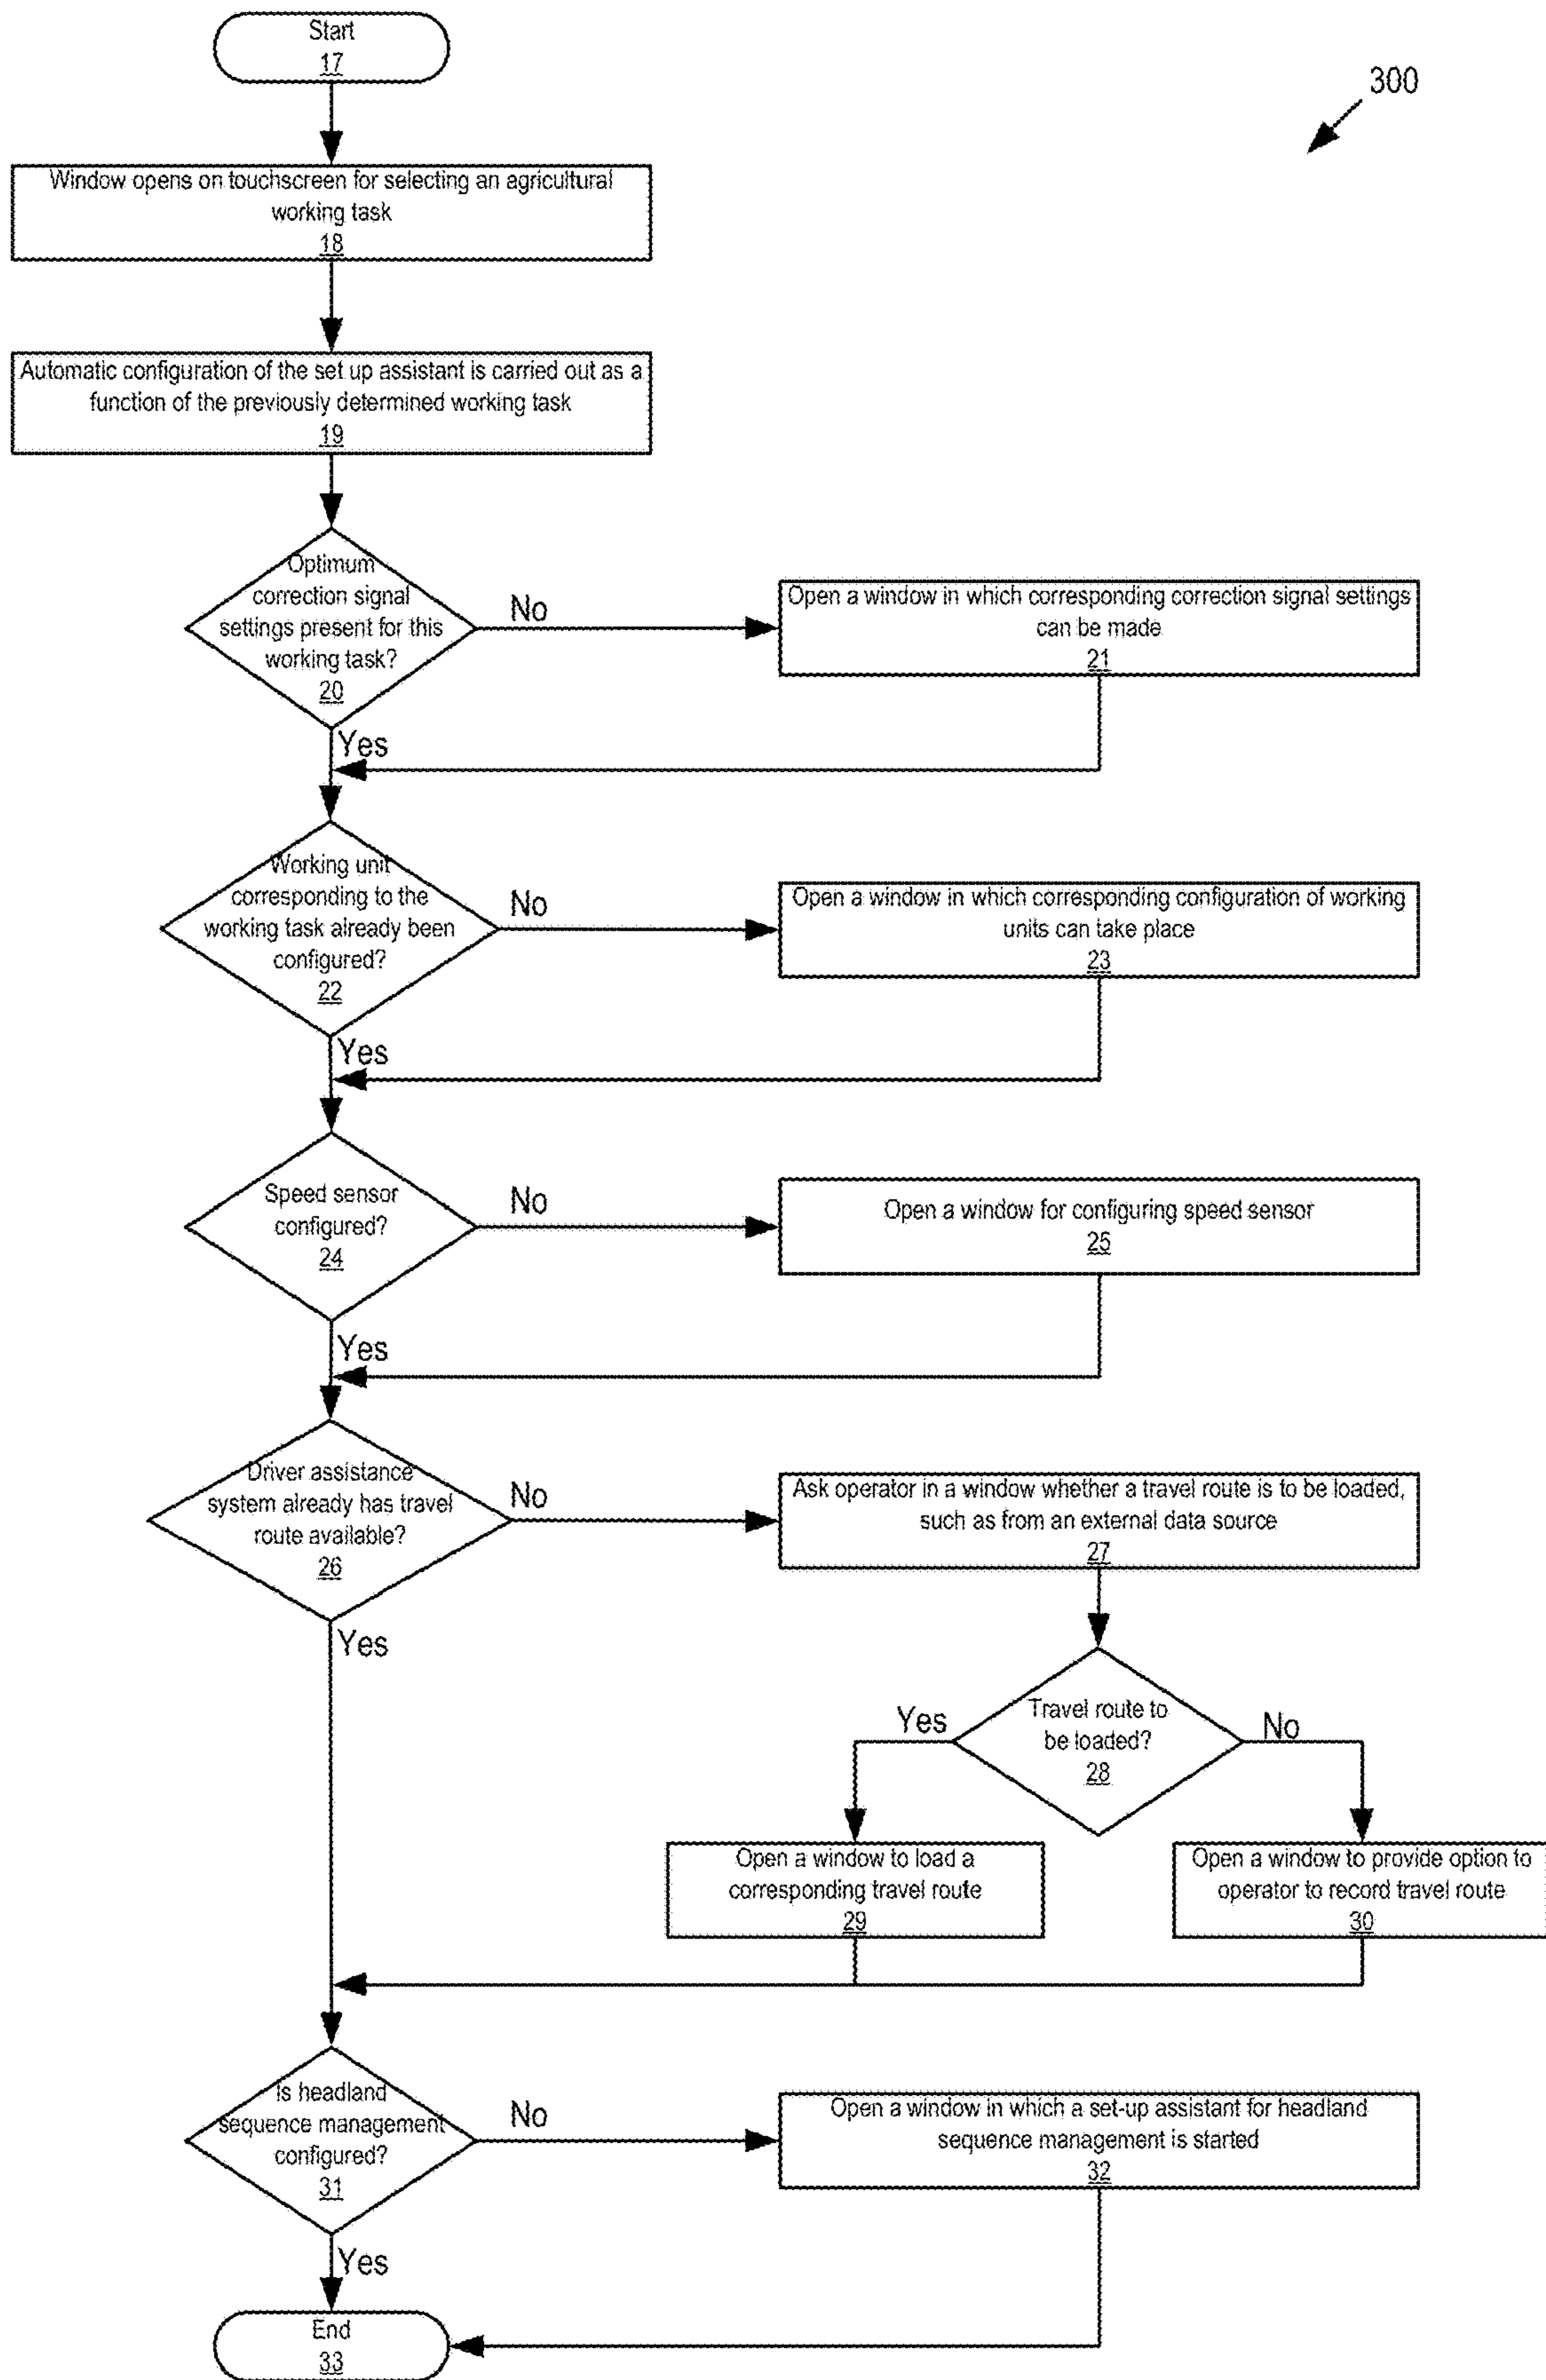 Start
17
300
Window opens on touchscreen for selecting an agricultural
working task
18
Automatic configuration of the set up assistant is carried out as a
function of the previously determined working task
19
Optimum
correction signal
settings present for this
working task?
20
No
Open a window in which corresponding correction signal settings
can be made
21
Yes
Working unit
corresponding to the
working task already been
configured?
22
No
Open a window in which corresponding configuration of working
units can take place
23
Yes
Speed sensor
configured?
24
No
Open a window for configuring speed sensor
25
Yes
Driver assistance
system already has travel
route available?
26
No
Ask operator in a window whether a travel route is to be loaded,
such as from an external data source
27
Yes
Travel route to
be loaded?
28
Yes
No
Open a window to load a
corresponding travel route
29
Open a window to provide option to
operator to record travel route
30
Is headland
sequence management
configured?
31
No
Open a window in which a set-up assistant for headland
sequence management is started
32
Yes
End
33